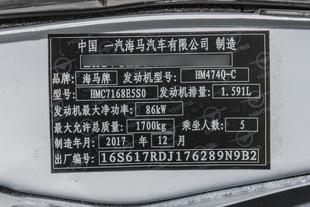 中国 一汽海马汽车有限公司 制造
品牌：海马牌 发动机型号：HM474Q-C
型号：HMC7168E5S0 发动机排量：1.591L
发动机最大净功率：86kW
最大允许总质量：1700kg 乘坐人数：5
制造年月：2017 年 12 月
出厂编号：16S617RDJ176289N9B2